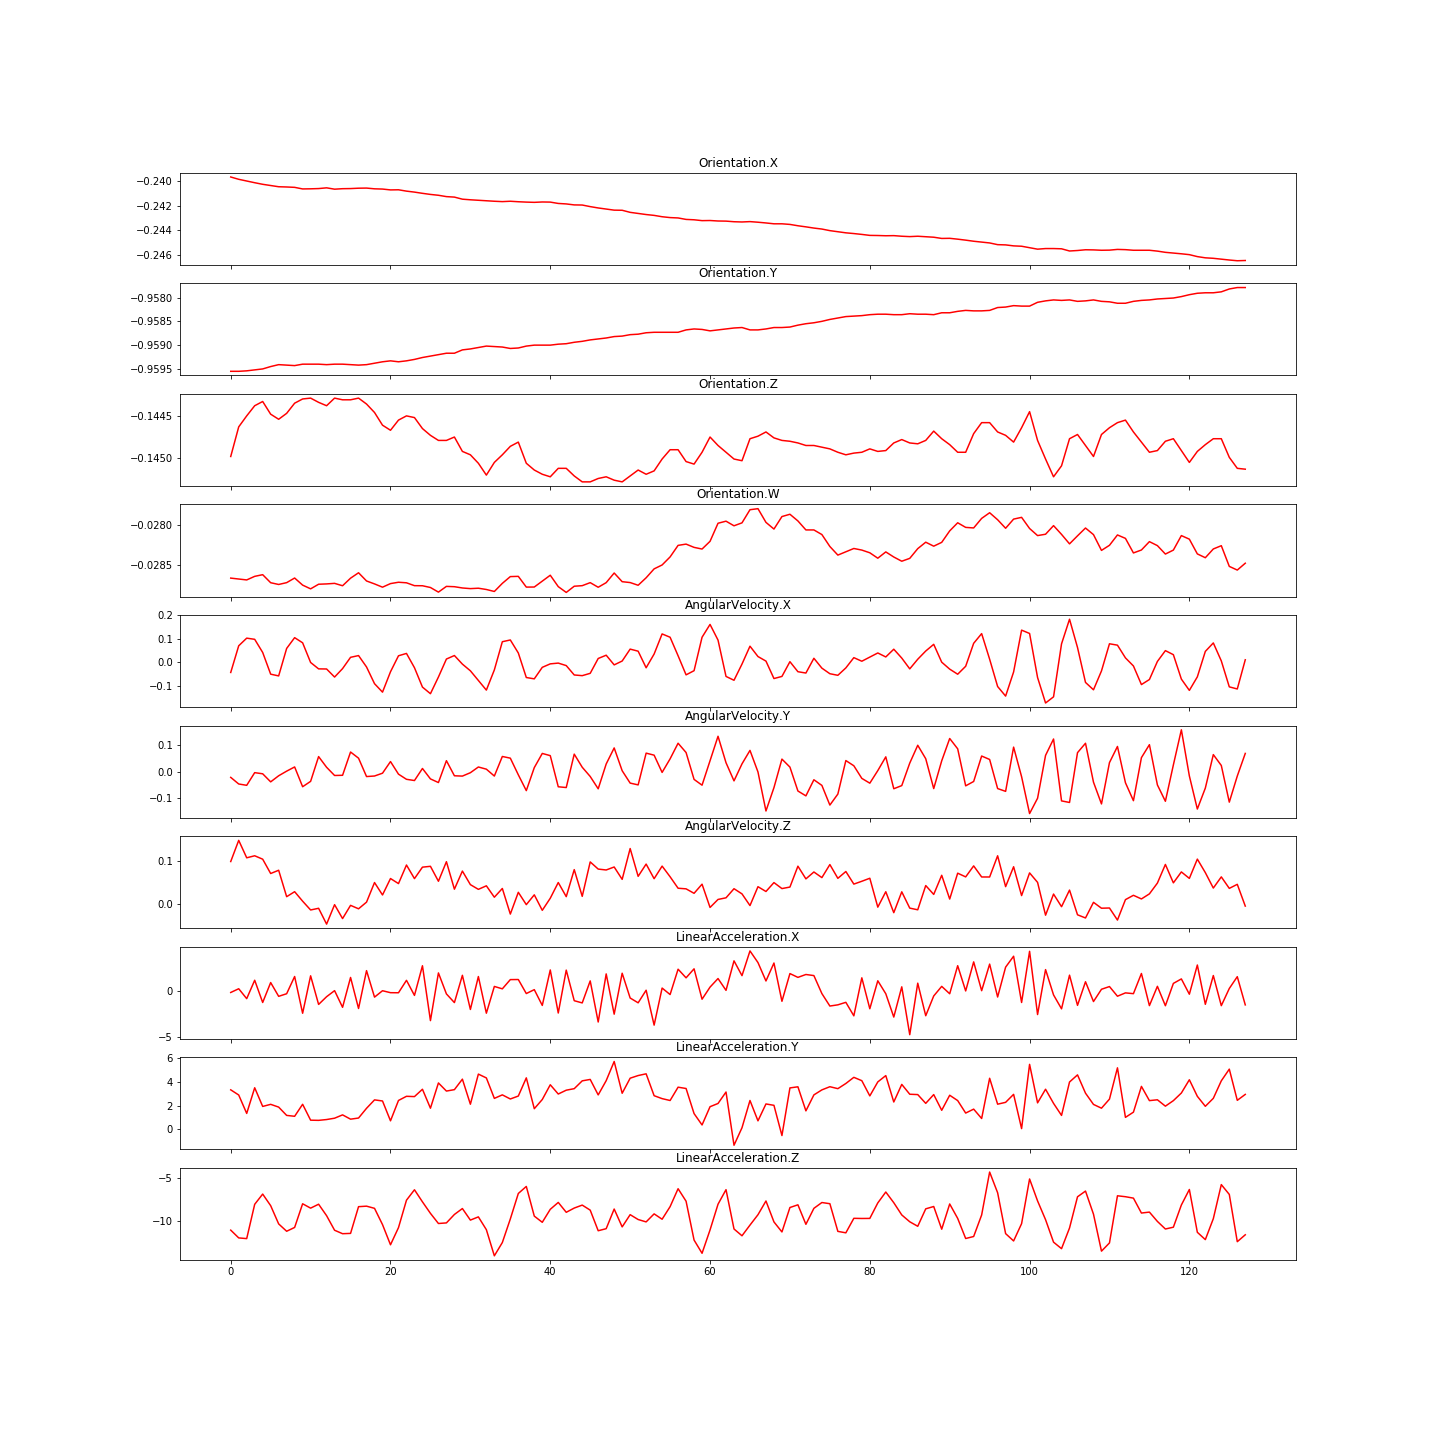 Orientation.X
−0.240
−0.242
−0.244
−0.246
Orientation.Y
−0.9580
−0.9585
−0.9590
−0.9595
Orientation.Z
−0.1445
−0.1450
Orientation.W
−0.0280
−0.0285
AngularVelocity.X
0.2
0.1
0.0
−0.1
AngularVelocity.Y
0.1
0.0
−0.1
AngularVelocity.Z
0.1
0.0
LinearAcceleration.X
0
−5
LinearAcceleration.Y
6
4
2
0
LinearAcceleration.Z
−5
−10
0 20 40 60 80 100 120